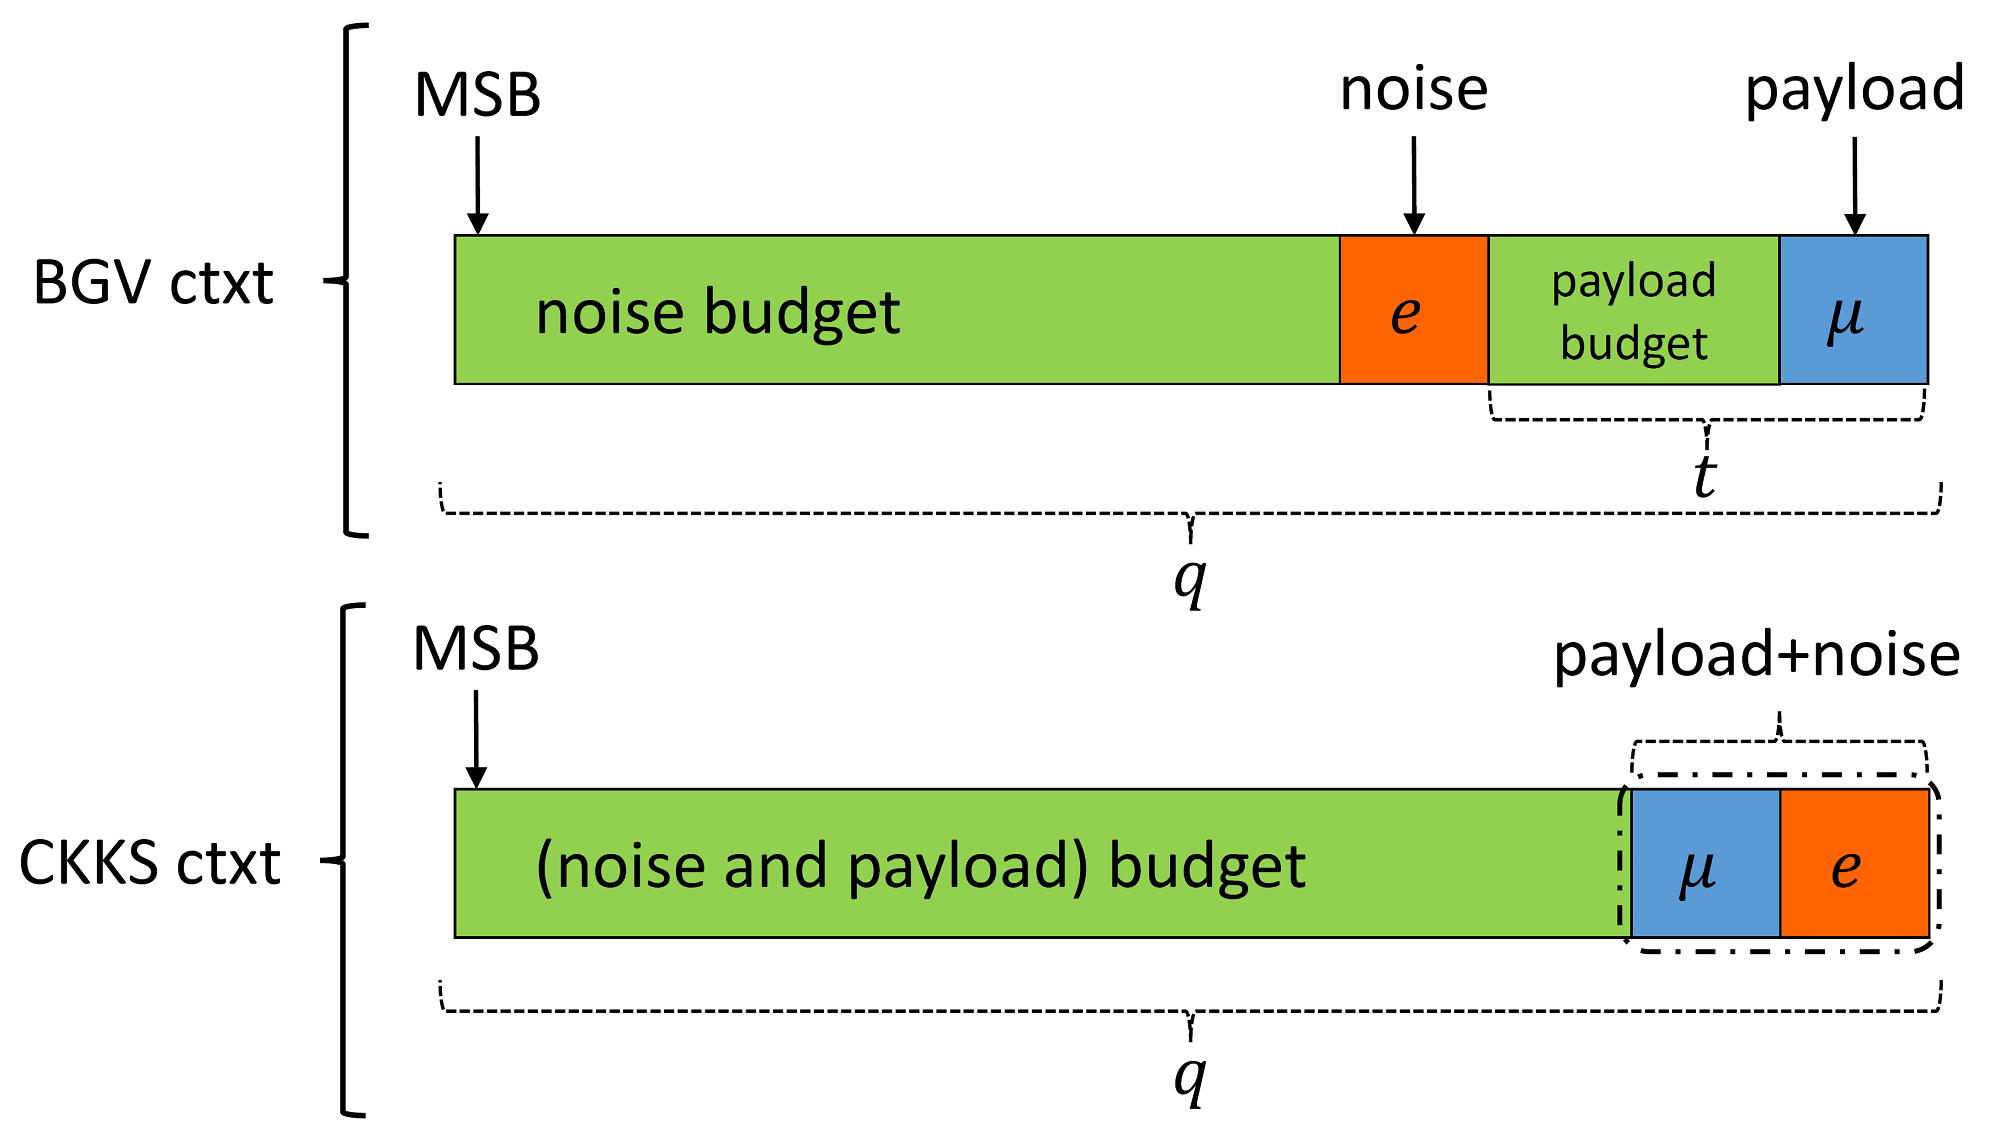 MSB
noise
payload
BGV ctxt
noise budget
e
payload
budget
μ
t
q
MSB
payload+noise
CKKS ctxt
(noise and payload) budget
μ
e
q